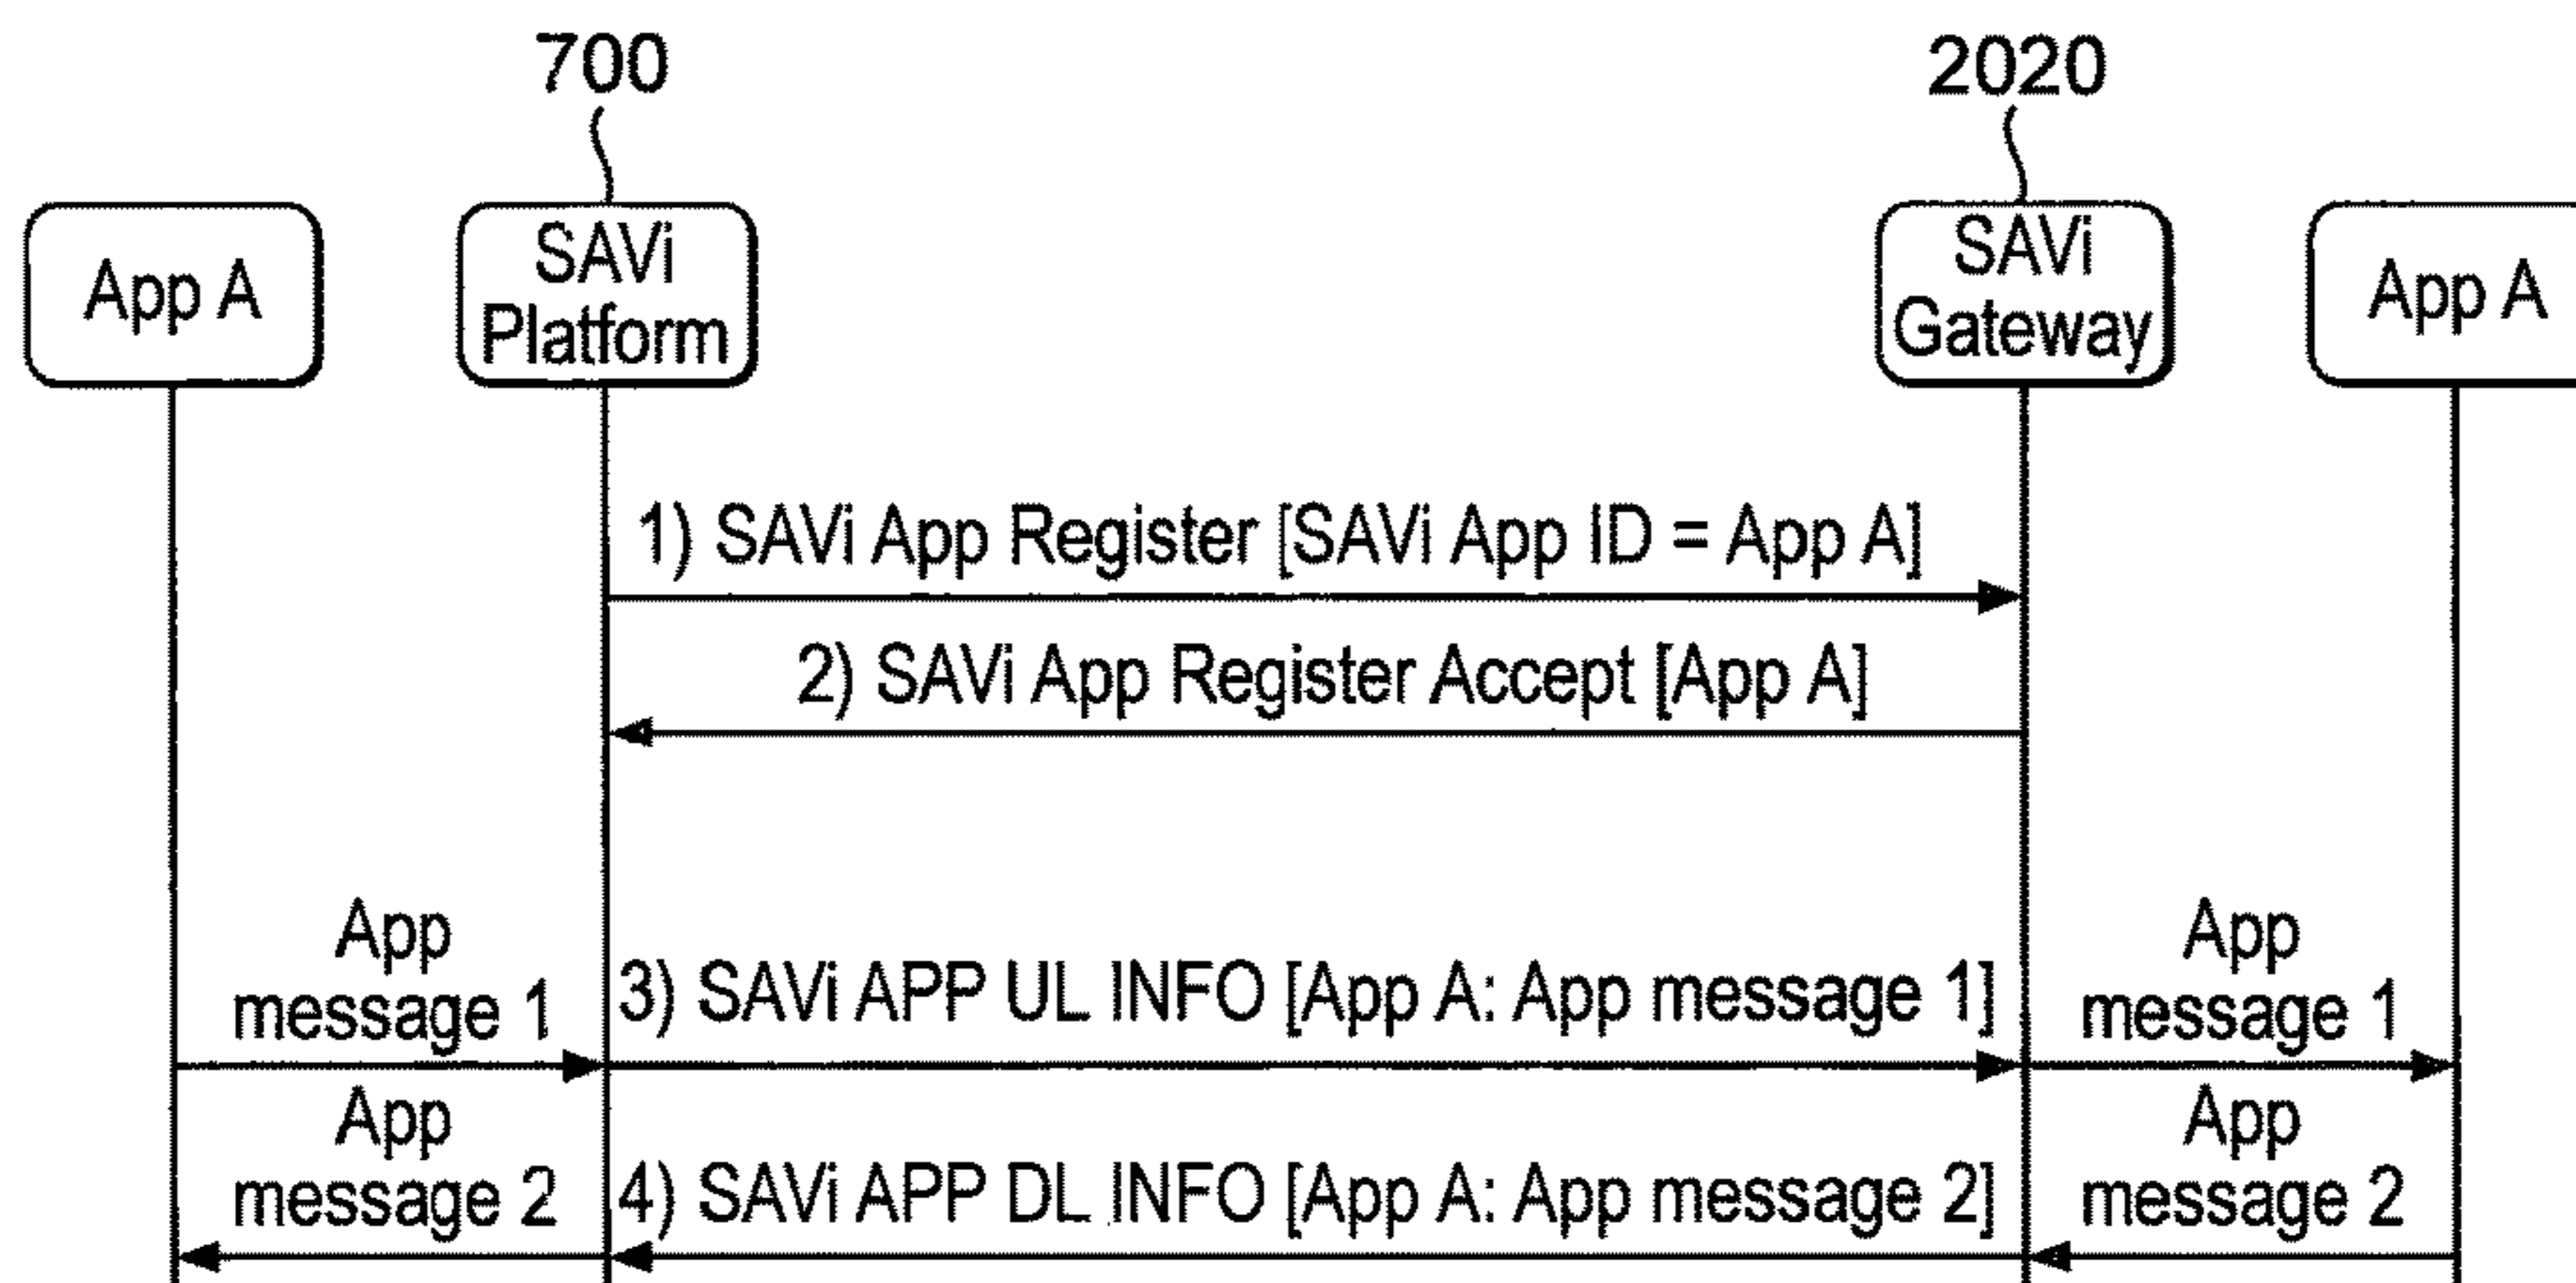 700
2020
App A
SAVi
Platform
SAVi
Gateway
App A
1) SAVi App Register [SAVi App ID = App A]
2) SAVi App Register Accept [App A]
App
message 1
3) SAVi APP UL INFO [App A: App message 1]
App
message 1
App
message 2
4) SAVi APP DL INFO [App A: App message 2]
App
message 2